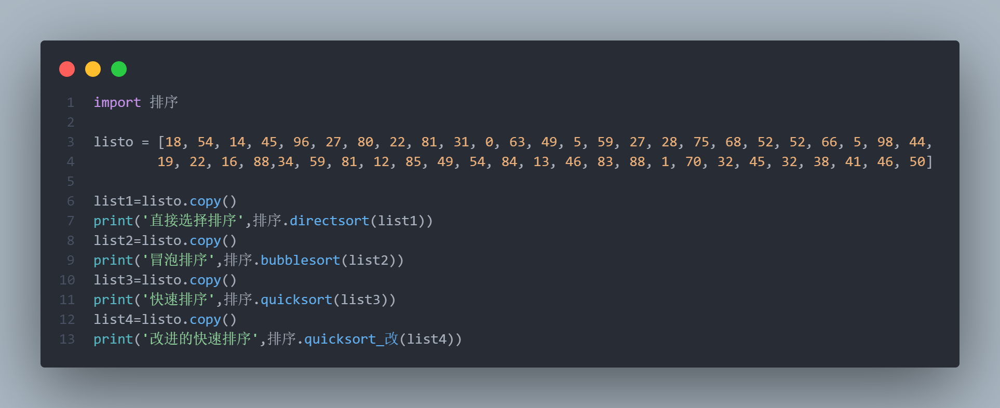 1 import 排序
2
3 listo = [18, 54, 14, 45, 96, 27, 80, 22, 81, 31, 0, 63, 49, 5, 59, 27, 28, 75, 68, 52, 52, 66, 5, 98, 44,
4         19, 22, 16, 88,34, 59, 81, 12, 85, 49, 54, 84, 13, 46, 83, 88, 1, 70, 32, 45, 32, 38, 41, 46, 50]
5
6 list1=listo.copy()
7 print('直接选择排序',排序.directsort(list1))
8 list2=listo.copy()
9 print('冒泡排序',排序.bubblesort(list2))
10 list3=listo.copy()
11 print('快速排序',排序.quicksort(list3))
12 list4=listo.copy()
13 print('改进的快速排序',排序.quicksort_改(list4))